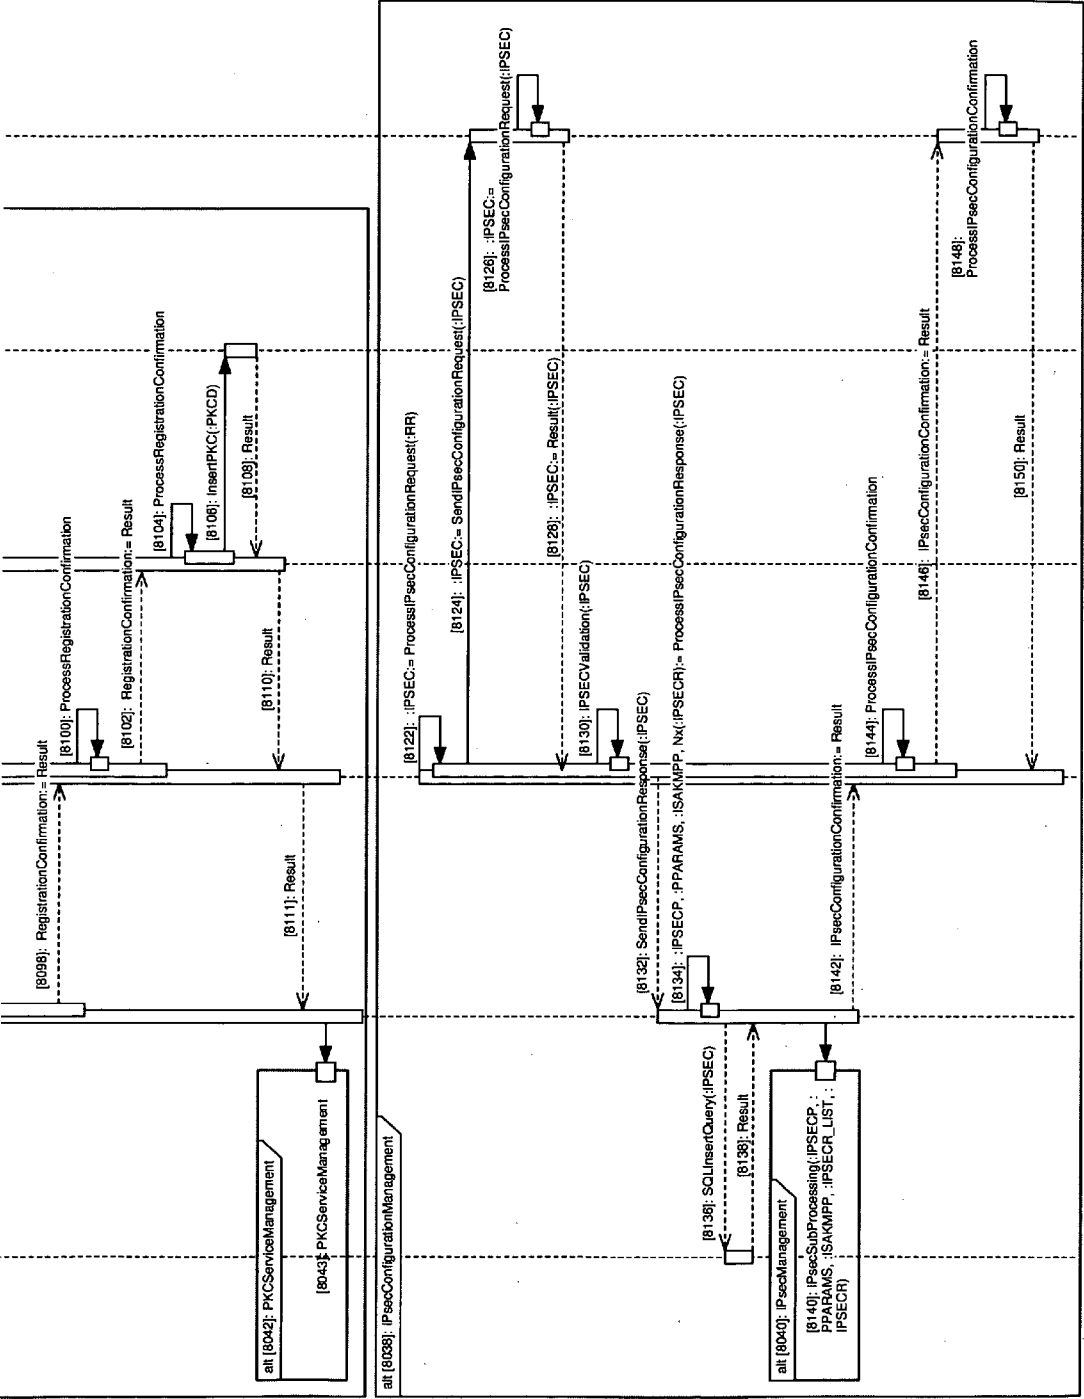 [8098]: RegistrationConfirmation:= Result
[8100]: ProcessRegistrationConfirmation
[8102]: RegistrationConfirmation:= Result
[8104]: ProcessRegistrationConfirmation
[8106]: InsertPKC(:PKCD)
[8108]: Result
[8110]: Result
[8111]: Result
alt [8042]: PKCServiceManagement
[8043]: PKCServiceManagement
alt [8038]: IPsecConfigurationManagement
[8122]: :IPSEC:= ProcessIPsecConfigurationRequest(:RR)
[8124]: :IPSEC:= SendIPsecConfigurationRequest(:IPSEC)
[8126]: :IPSEC:=
ProcessIPsecConfigurationRequest(:IPSEC)
[8128]: :IPSEC:= Result(:IPSEC)
[8130]: IPSECValidation(:IPSEC)
[8132]: SendIPsecConfigurationResponse(:IPSEC)
[8134]: :IPSECP, :PPARAMS, :ISAKMPP, Nx(:IPSECR):= ProcessIPsecConfigurationResponse(:IPSEC)
[8136]: SQLInsertQuery(:IPSEC)
[8138]: Result
alt [8040]: IPsecManagement
[8140]: IPsecSubProcessing(:IPSECP, :
PPARAMS, :ISAKMPP, :IPSECR_LIST, :
IPSECR)
[8142]: IPsecConfigurationConfirmation:= Result
[8144]: ProcessIPsecConfigurationConfirmation
[8146]: IPsecConfigurationConfirmation:= Result
[8148]:
ProcessIPsecConfigurationConfirmation
[8150]: Result